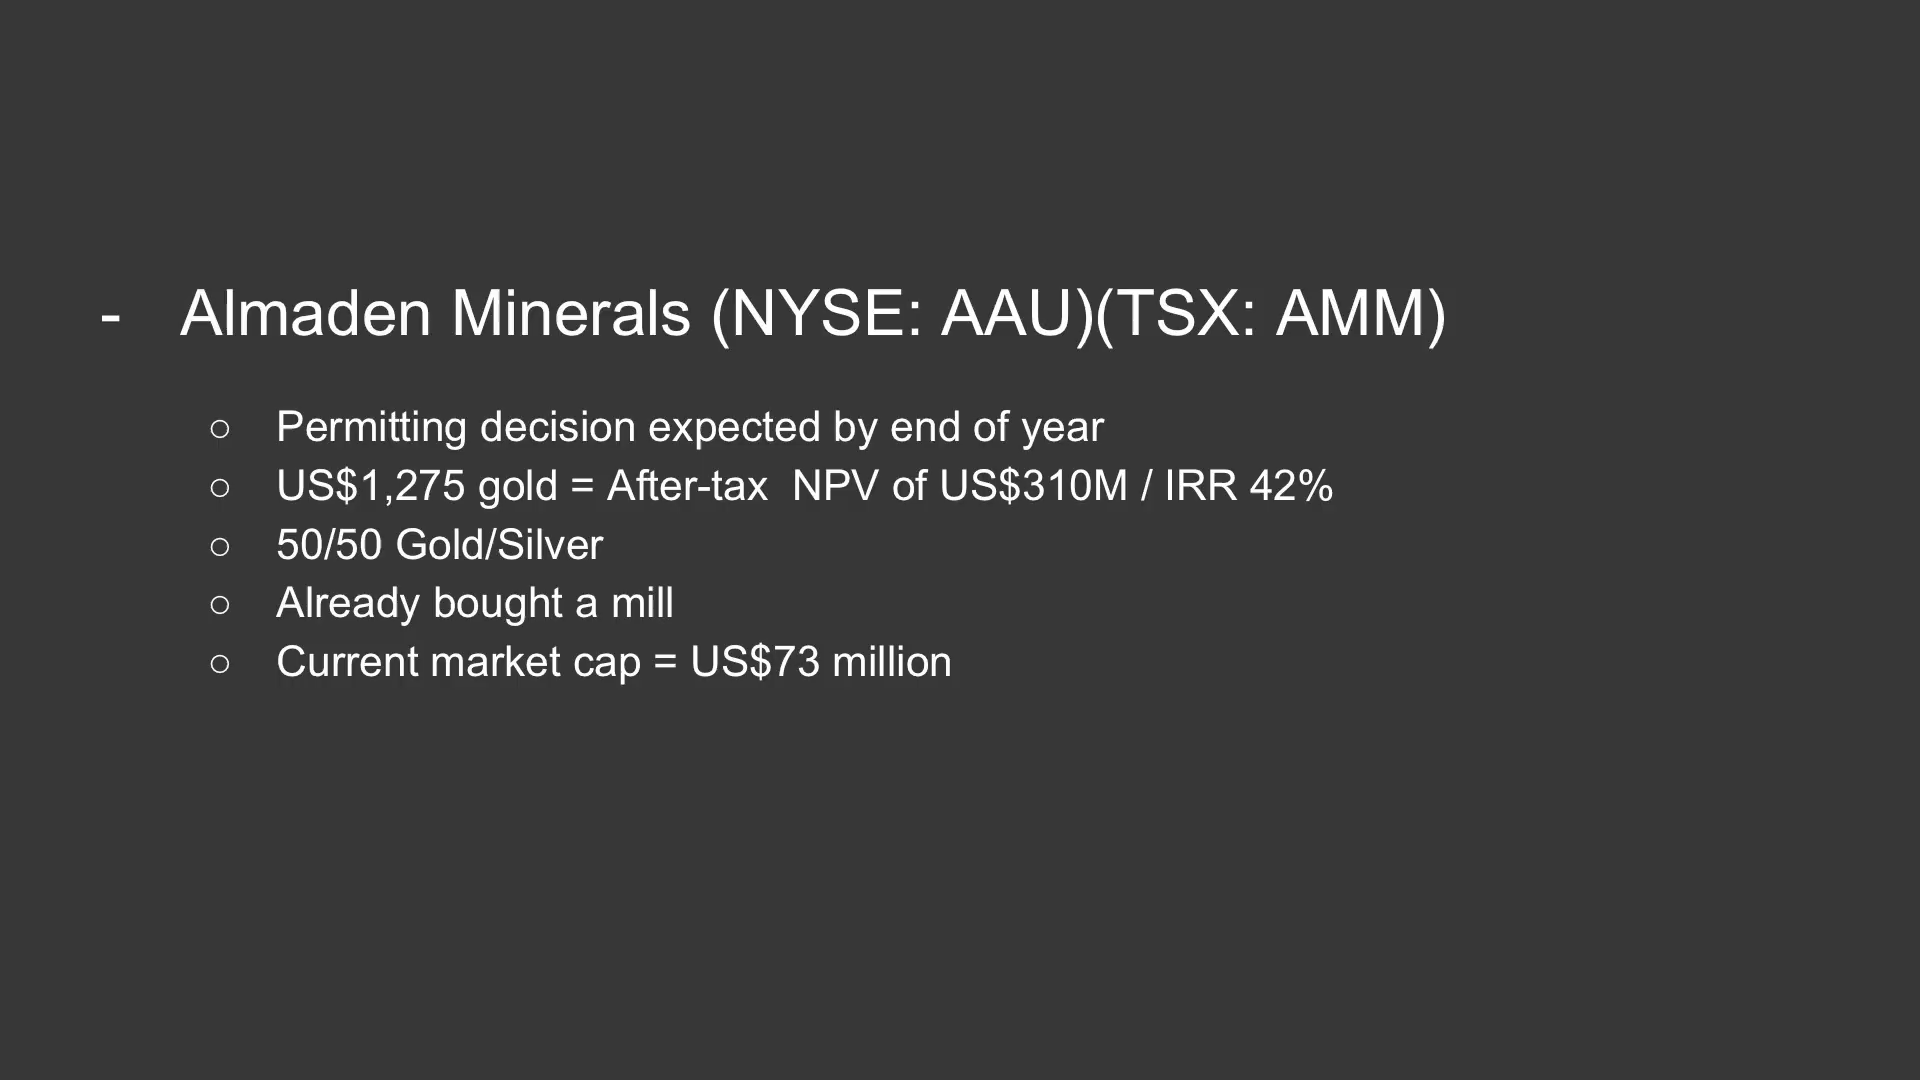 - Almaden Minerals (NYSE: AAU)(TSX: AMM)
○ Permitting decision expected by end of year
○ US$1,275 gold = After-tax  NPV of US$310M / IRR 42%
○ 50/50 Gold/Silver
○ Already bought a mill
○ Current market cap = US$73 million